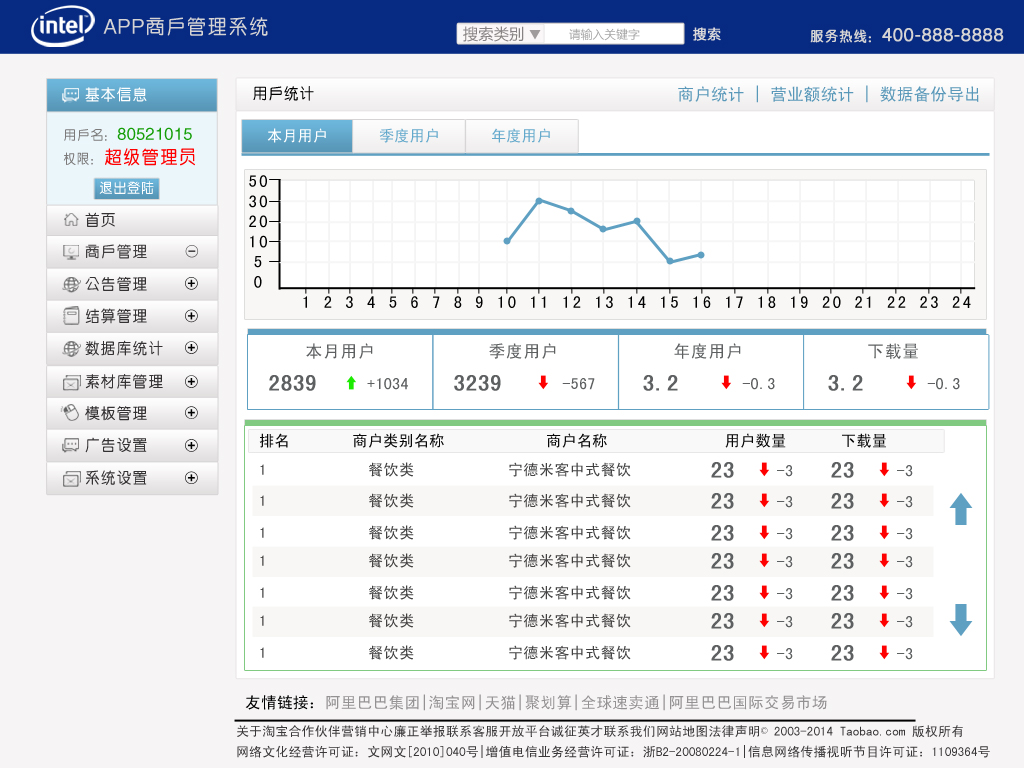 intel APP商戶管理系统
搜索类别▼ 请输入关键字 搜索 服务热线：400-888-8888
基本信息
用戶名：80521015
权限：超级管理员
退出登陆
首页
商戶管理
公告管理
结算管理
数据库统计
素材库管理
模板管理
广告设置
系统设置
用戶统计 商户统计 | 营业额统计 | 数据备份导出
本月用户 季度用户 年度用户
50
30
20
10
5
0
1 2 3 4 5 6 7 8 9 10 11 12 13 14 15 16 17 18 19 20 21 22 23 24
本月用户 季度用户 年度用户 下载量
2839 +1034 3239 -567 3.2 -0.3 3.2 -0.3
排名 商户类别名称 商户名称 用户数量 下载量
1 餐饮类 宁德米客中式餐饮 23 -3 23 -3
1 餐饮类 宁德米客中式餐饮 23 -3 23 -3
1 餐饮类 宁德米客中式餐饮 23 -3 23 -3
1 餐饮类 宁德米客中式餐饮 23 -3 23 -3
1 餐饮类 宁德米客中式餐饮 23 -3 23 -3
1 餐饮类 宁德米客中式餐饮 23 -3 23 -3
1 餐饮类 宁德米客中式餐饮 23 -3 23 -3
友情链接：阿里巴巴集团|淘宝网|天猫|聚划算|全球速卖通|阿里巴巴国际交易市场
关于淘宝合作伙伴营销中心廉正举报联系客服开放平台诚征英才联系我们网站地图法律声明© 2003-2014 Taobao.com 版权所有
网络文化经营许可证：文网文[2010]040号|增值电信业务经营许可证：浙B2-20080224-1|信息网络传播视听节目许可证：1109364号